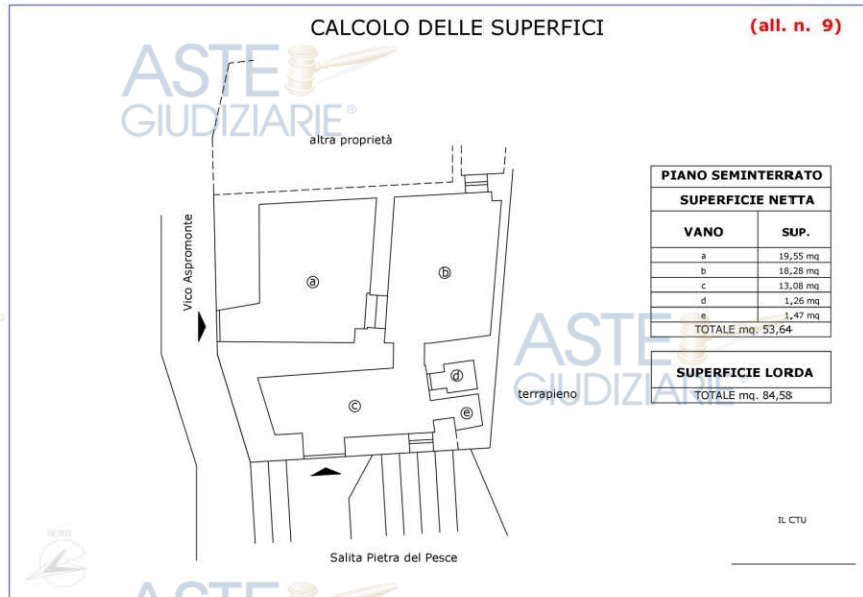 CALCOLO DELLE SUPERFICI
(all. n. 9)
ASTE
GIUDIZIARIE®
altra proprietà
Vico Aspromonte
a
b
c
d
e
terrapieno
Salita Pietra del Pesce
PIANO SEMINTERRATO
SUPERFICIE NETTA
VANO SUP.
a 19,55 mq
b 18,28 mq
c 13,08 mq
d 1,26 mq
e 1,47 mq
TOTALE mq. 53,64
SUPERFICIE LORDA
TOTALE mq. 84,58
ASTE
GIUDIZIARIE®
IL CTU
NORD
ASTE